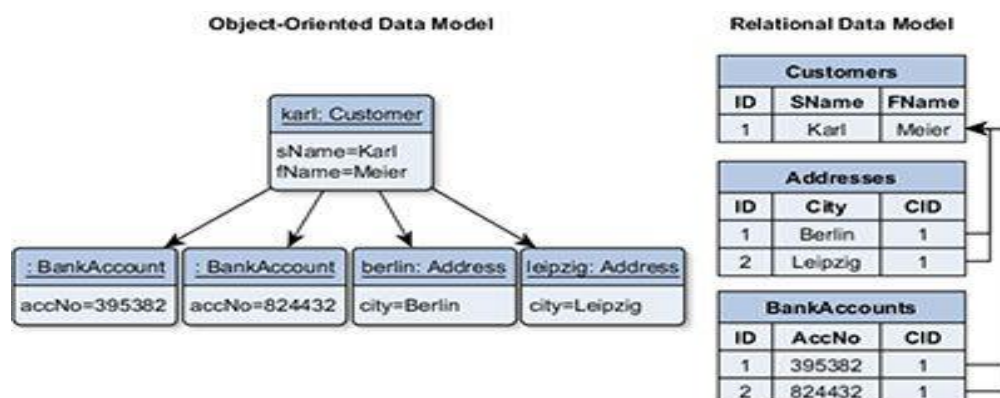 Object-Oriented Data Model
karl: Customer
sName=Karl
fName=Meier
: BankAccount
accNo=395382
: BankAccount
accNo=824432
berlin: Address
city=Berlin
leipzig: Address
city=Leipzig
Relational Data Model
Customers
ID SName FName
1 Karl Meier
Addresses
ID City CID
1 Berlin 1
2 Leipzig 1
BankAccounts
ID AccNo CID
1 395382 1
2 824432 1